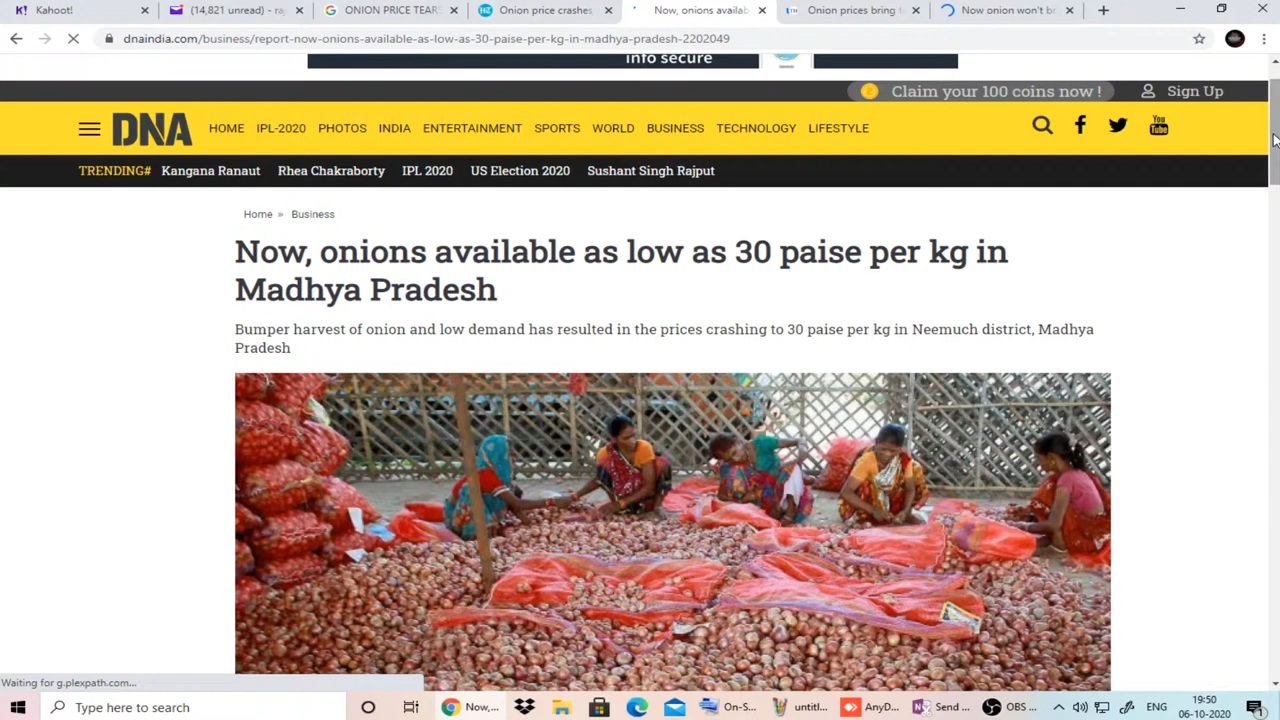 Kahoot!
(14,821 unread) - raj
ONION PRICE TEARS
Onion price crashes
Now, onions availab
Onion prices bring t
Now onion won't b
dnaindia.com/business/report-now-onions-available-as-low-as-30-paise-per-kg-in-madhya-pradesh-2202049
info secure
Claim your 100 coins now !
Sign Up
DNA
HOME
IPL-2020
PHOTOS
INDIA
ENTERTAINMENT
SPORTS
WORLD
BUSINESS
TECHNOLOGY
LIFESTYLE
You
Tube
TRENDING#
Kangana Ranaut
Rhea Chakraborty
IPL 2020
US Election 2020
Sushant Singh Rajput
Home » Business
Now, onions available as low as 30 paise per kg in
Madhya Pradesh
Bumper harvest of onion and low demand has resulted in the prices crashing to 30 paise per kg in Neemuch district, Madhya
Pradesh
Waiting for g.plexpath.com...
Type here to search
Now,...
On-S...
untitl...
AnyD...
Send ...
OBS ...
ENG
19:50
06-10-2020
1